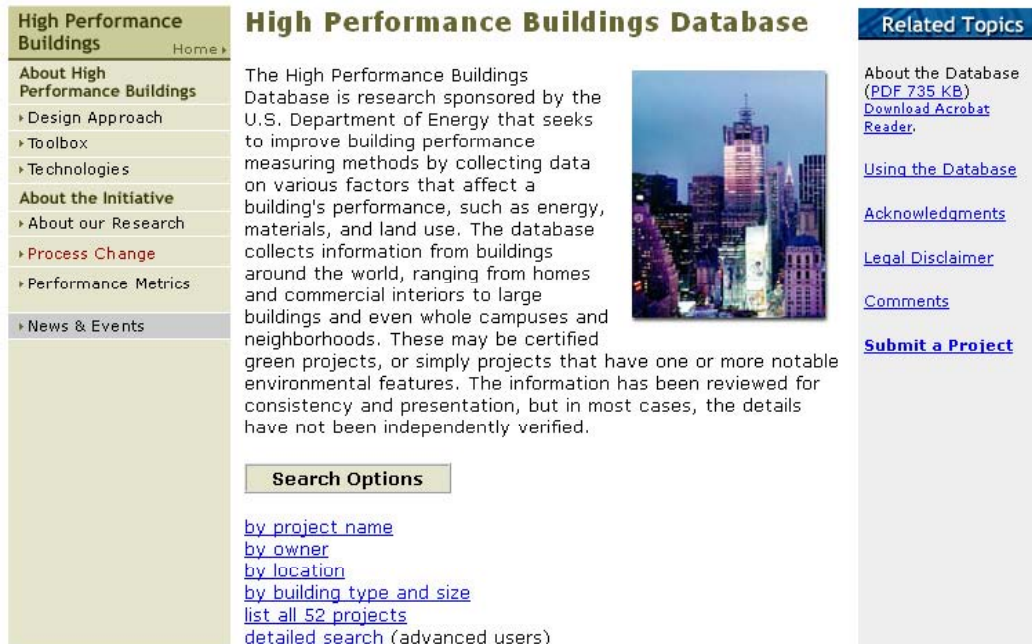 High Performance
Buildings
Home
About High
Performance Buildings
Design Approach
Toolbox
Technologies
About the Initiative
About our Research
Process Change
Performance Metrics
News & Events
High Performance Buildings Database
The High Performance Buildings
Database is research sponsored by the
U.S. Department of Energy that seeks
to improve building performance
measuring methods by collecting data
on various factors that affect a
building's performance, such as energy,
materials, and land use. The database
collects information from buildings
around the world, ranging from homes
and commercial interiors to large
buildings and even whole campuses and
neighborhoods. These may be certified
green projects, or simply projects that have one or more notable
environmental features. The information has been reviewed for
consistency and presentation, but in most cases, the details
have not been independently verified.
Search Options
by project name
by owner
by location
by building type and size
list all 52 projects
detailed search (advanced users)
Related Topics
About the Database
(PDF 735 KB)
Download Acrobat
Reader.
Using the Database
Acknowledgments
Legal Disclaimer
Comments
Submit a Project